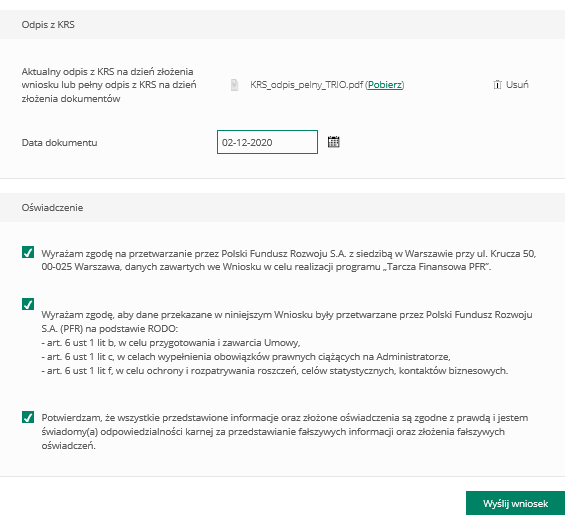 Odpis z KRS
Aktualny odpis z KRS na dzień złożenia
wniosku lub pełny odpis z KRS na dzień
złożenia dokumentów
KRS_odpis_pelny_TRIO.pdf (Pobierz)
Usuń
Data dokumentu
02-12-2020
Oświadczenie
Wyrażam zgodę na przetwarzanie przez Polski Fundusz Rozwoju S.A. z siedzibą w Warszawie przy ul. Krucza 50,
00-025 Warszawa, danych zawartych we Wniosku w celu realizacji programu „Tarcza Finansowa PFR”.
Wyrażam zgodę, aby dane przekazane w niniejszym Wniosku były przetwarzane przez Polski Fundusz Rozwoju
S.A. (PFR) na podstawie RODO:
- art. 6 ust 1 lit b, w celu przygotowania i zawarcia Umowy,
- art. 6 ust 1 lit c, w celach wypełnienia obowiązków prawnych ciążących na Administratorze,
- art. 6 ust 1 lit f, w celu ochrony i rozpatrywania roszczeń, celów statystycznych, kontaktów biznesowych.
Potwierdzam, że wszystkie przedstawione informacje oraz złożone oświadczenia są zgodne z prawdą i jestem
świadomy(a) odpowiedzialności karnej za przedstawianie fałszywych informacji oraz złożenia fałszywych
oświadczeń.
Wyślij wniosek